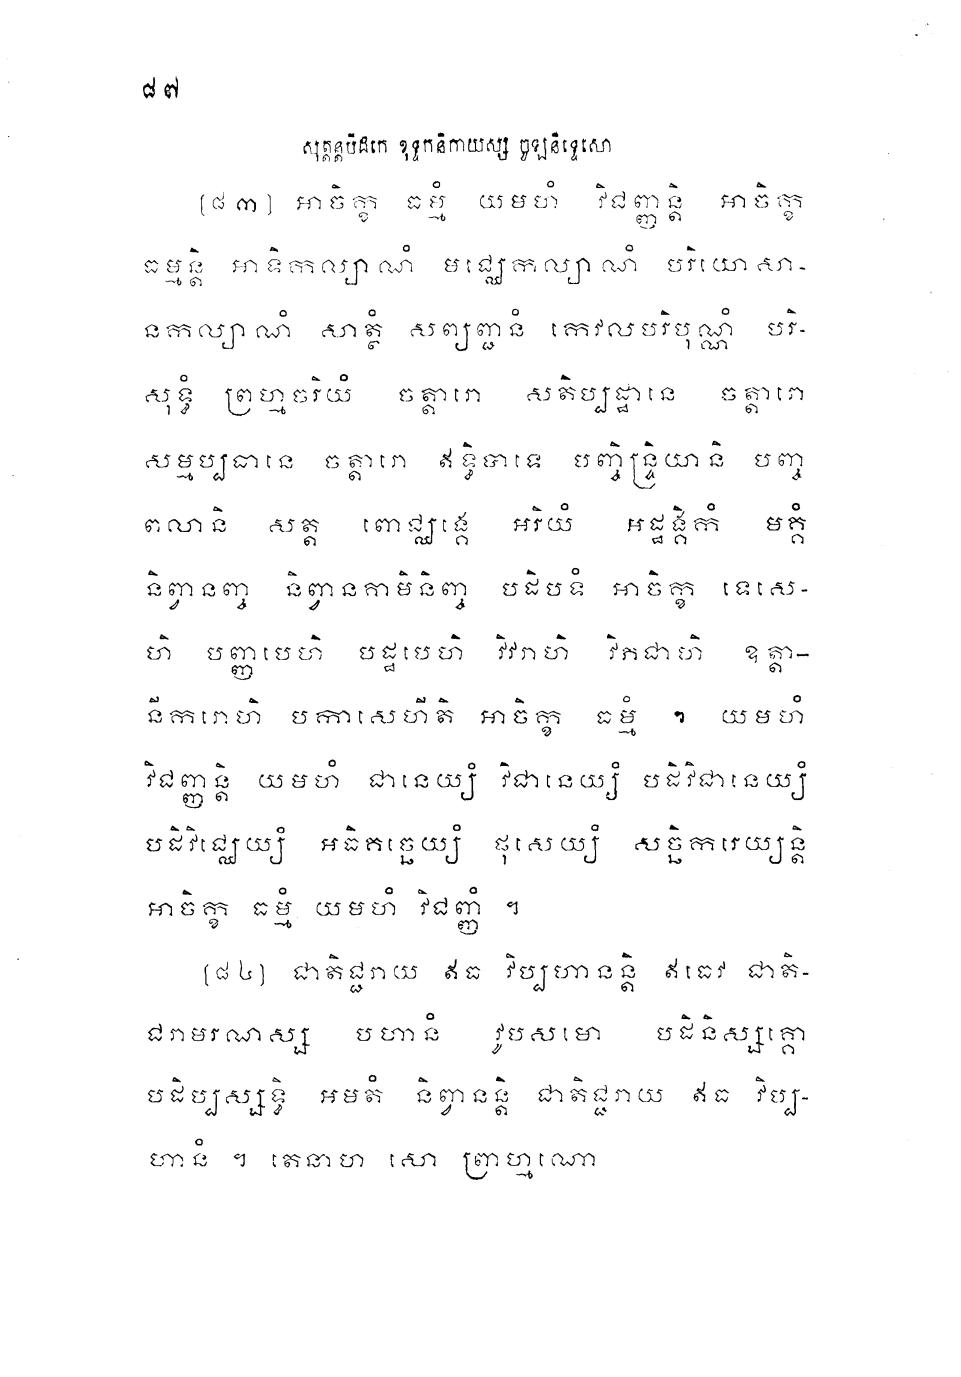 ៨៧
សុត្តន្តបិដកេ ខុទ្ទកនិកាយស្ស ចូឡនិទ្ទេសោ
[៨៣] អាចិក្ខ ធម្មំ យមហំ វិជញ្ញន្តិ អាចិក្ខ
ធម្មន្តិ អាទិកល្យាណំ មជ្ឈេកល្យាណំ បរិយោសា-
នកល្យាណំ សាត្ថំ សព្យញ្ជនំ កេវលបរិបុណ្ណំ បរិ-
សុទ្ធំ ព្រហ្មចរិយំ ចត្តារោ សតិប្បដ្ឋានេ ចត្តារោ
សម្មប្បធានេ ចត្តារោ ឥទ្ធិបាទេ បញ្ចិន្ទ្រិយានិ បញ្ច
ពលានិ សត្ត ពោជ្ឈង្គេ អរិយំ អដ្ឋង្គិកំ មគ្គំ
និព្វានញ្ច និព្វានគាមិនិញ្ច បដិបទំ អាចិក្ខ ទេសេ-
ហិ បញ្ញបេហិ បដ្ឋបេហិ វិវរាហិ វិភជាហិ ឧត្តា-
នីករោហិ បកាសេហីតិ អាចិក្ខ ធម្មំ ។ យមហំ
វិជញ្ញន្តិ យមហំ ជានេយ្យំ វិជានេយ្យំ បដិវិជានេយ្យំ
បដិវិជ្ឈេយ្យំ អធិគច្ឆេយ្យំ ផុសេយ្យំ សច្ឆិករេយ្យន្តិ
អាចិក្ខ ធម្មំ យមហំ វិជញ្ញំ ។
[៨៤] ជាតិជ្ជរាយ ឥធ វិប្បហានន្តិ ឥធេវ ជាតិ-
ជរាមរណស្ស បហានំ វូបសមោ បដិនិស្សគ្គោ
បដិប្បស្សទ្ធិ អមតំ និព្វានន្តិ ជាតិជ្ជរាយ ឥធ វិប្ប-
ហានំ ។ តេនាហ សោ ព្រាហ្មណោ